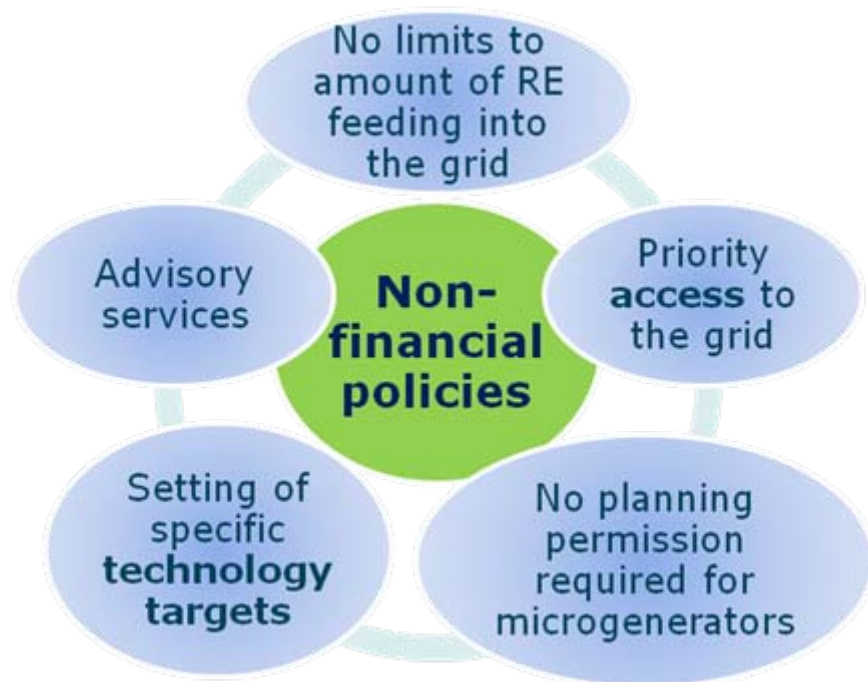 No limits to
amount of RE
feeding into
the grid
Advisory
services
Non-
financial
policies
Priority
access to
the grid
Setting of
specific
technology
targets
No planning
permission
required for
microgenerators